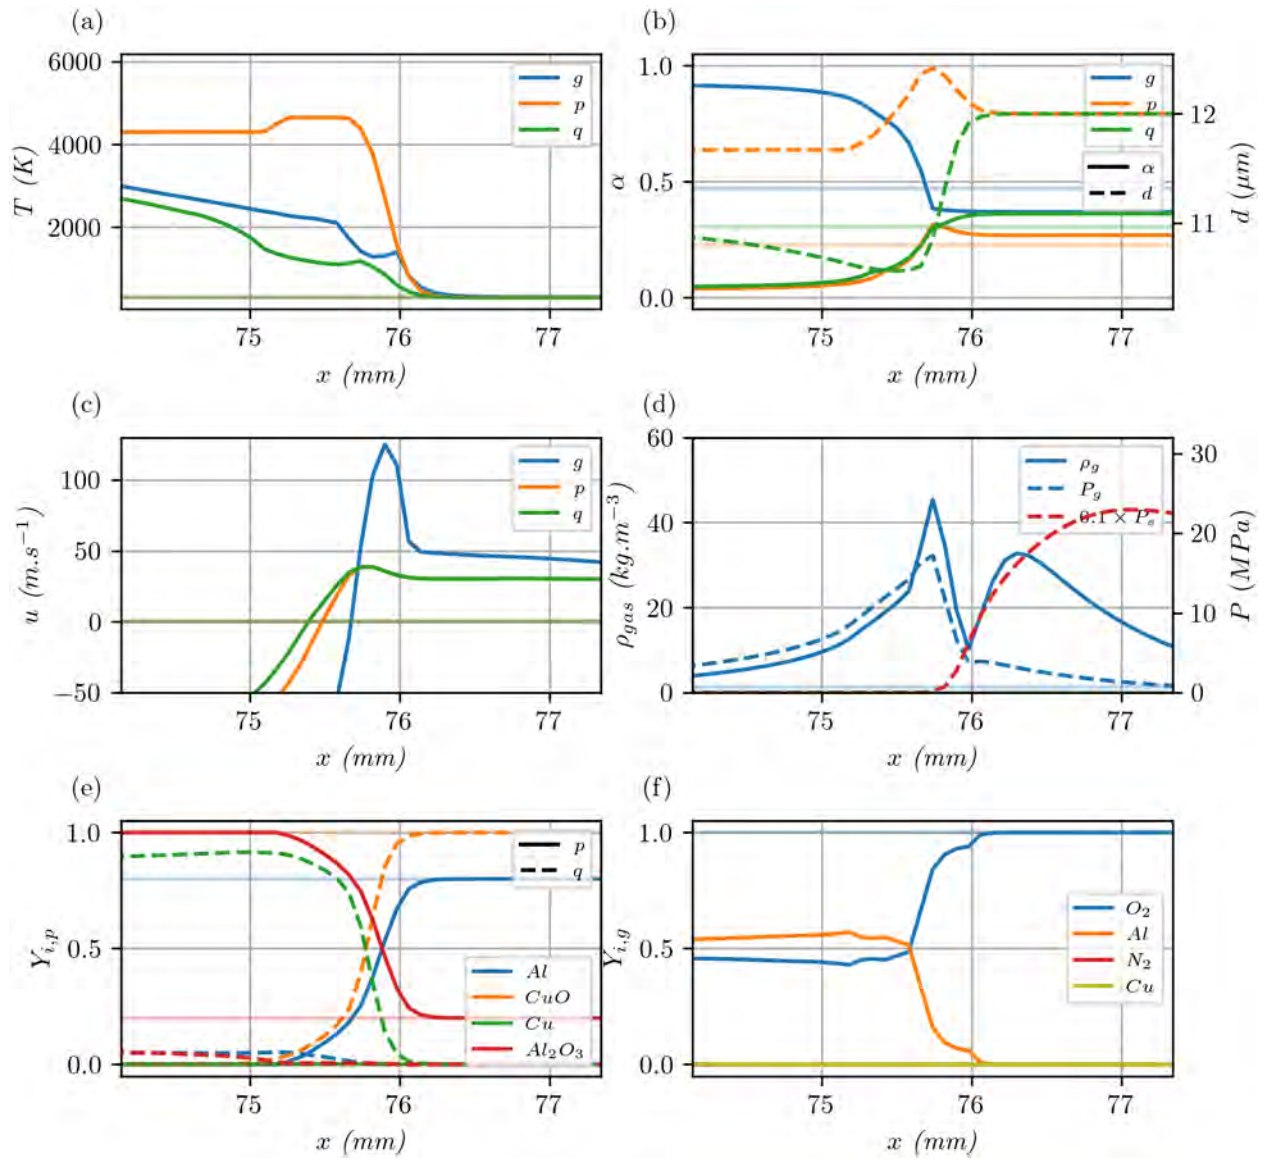 (a)
T (K)
6000
4000
2000
75 76 77
x (mm)
g
p
q
(b)
α
1.0
0.5
0.0
75 76 77
x (mm)
g
p
q
α
d
12
11
d (μm)
(c)
u (m.s⁻¹)
100
50
0
−50
75 76 77
x (mm)
g
p
q
(d)
ρgas (kg.m⁻³)
60
40
20
0
75 76 77
x (mm)
ρg
Pg
0.1 × Pe
30
20
10
0
P (MPa)
(e)
Yi,p
1.0
0.5
0.0
75 76 77
x (mm)
p
q
Al
CuO
Cu
Al₂O₃
(f)
Yi,g
1.0
0.5
0.0
75 76 77
x (mm)
O₂
Al
N₂
Cu